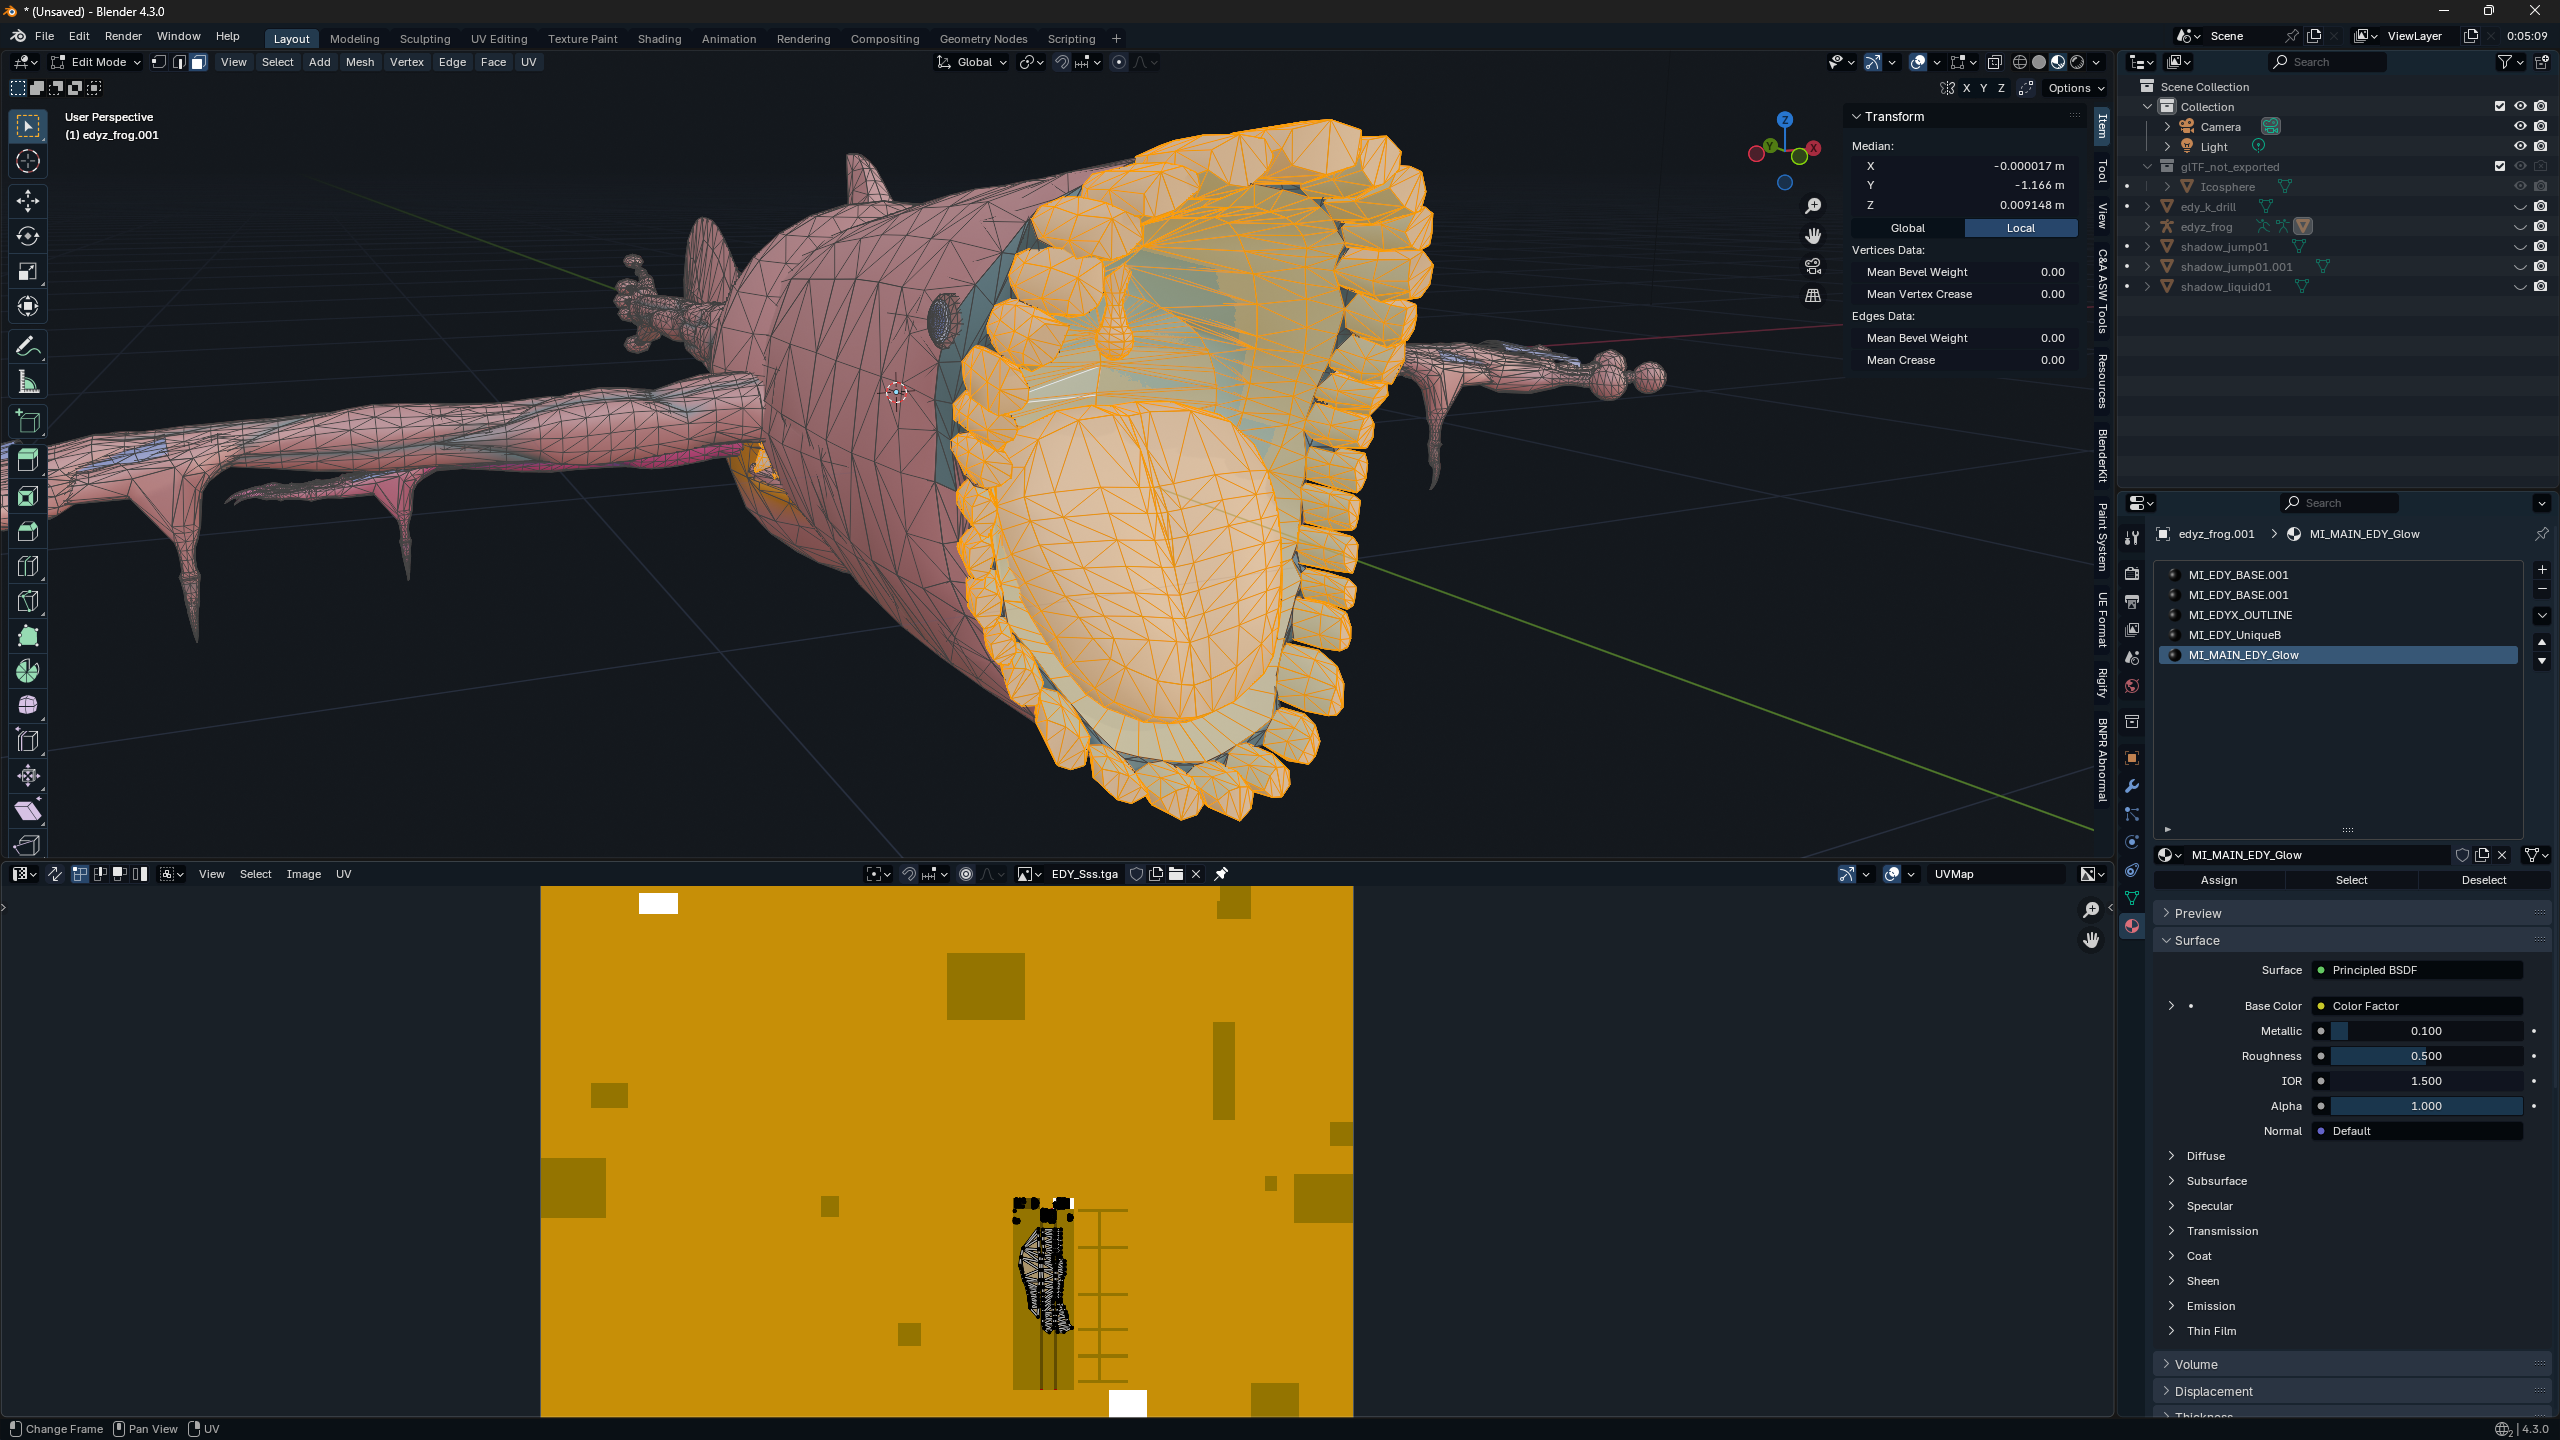 * (Unsaved) - Blender 4.3.0
File Edit Render Window Help Layout Modeling Sculpting UV Editing Texture Paint Shading Animation Rendering Compositing Geometry Nodes Scripting + Scene ViewLayer 0:05:09
Edit Mode View Select Add Mesh Vertex Edge Face UV Global Search
X Y Z Options
User Perspective
(1) edyz_frog.001
Z
Y
X
Transform
Median:
X -0.000017 m
Y -1.166 m
Z 0.009148 m
Global Local
Vertices Data:
Mean Bevel Weight 0.00
Mean Vertex Crease 0.00
Edges Data:
Mean Bevel Weight 0.00
Mean Crease 0.00
Item
Tool
View
C&A ASW Tools
Resources
BlenderKit
Paint System
UE Format
Rigify
BNPR Abnormal
Scene Collection
Collection
Camera
Light
glTF_not_exported
Icosphere
edy_k_drill
edyz_frog
shadow_jump01
shadow_jump01.001
shadow_liquid01
Search
edyz_frog.001 MI_MAIN_EDY_Glow
MI_EDY_BASE.001
MI_EDY_BASE.001
MI_EDYX_OUTLINE
MI_EDY_UniqueB
MI_MAIN_EDY_Glow
MI_MAIN_EDY_Glow
Assign Select Deselect
Preview
Surface
Surface Principled BSDF
Base Color Color Factor
Metallic 0.100
Roughness 0.500
IOR 1.500
Alpha 1.000
Normal Default
Diffuse
Subsurface
Specular
Transmission
Coat
Sheen
Emission
Thin Film
Volume
Displacement
Thickness
View Select Image UV EDY_Sss.tga UVMap
Change Frame Pan View UV 4.3.0